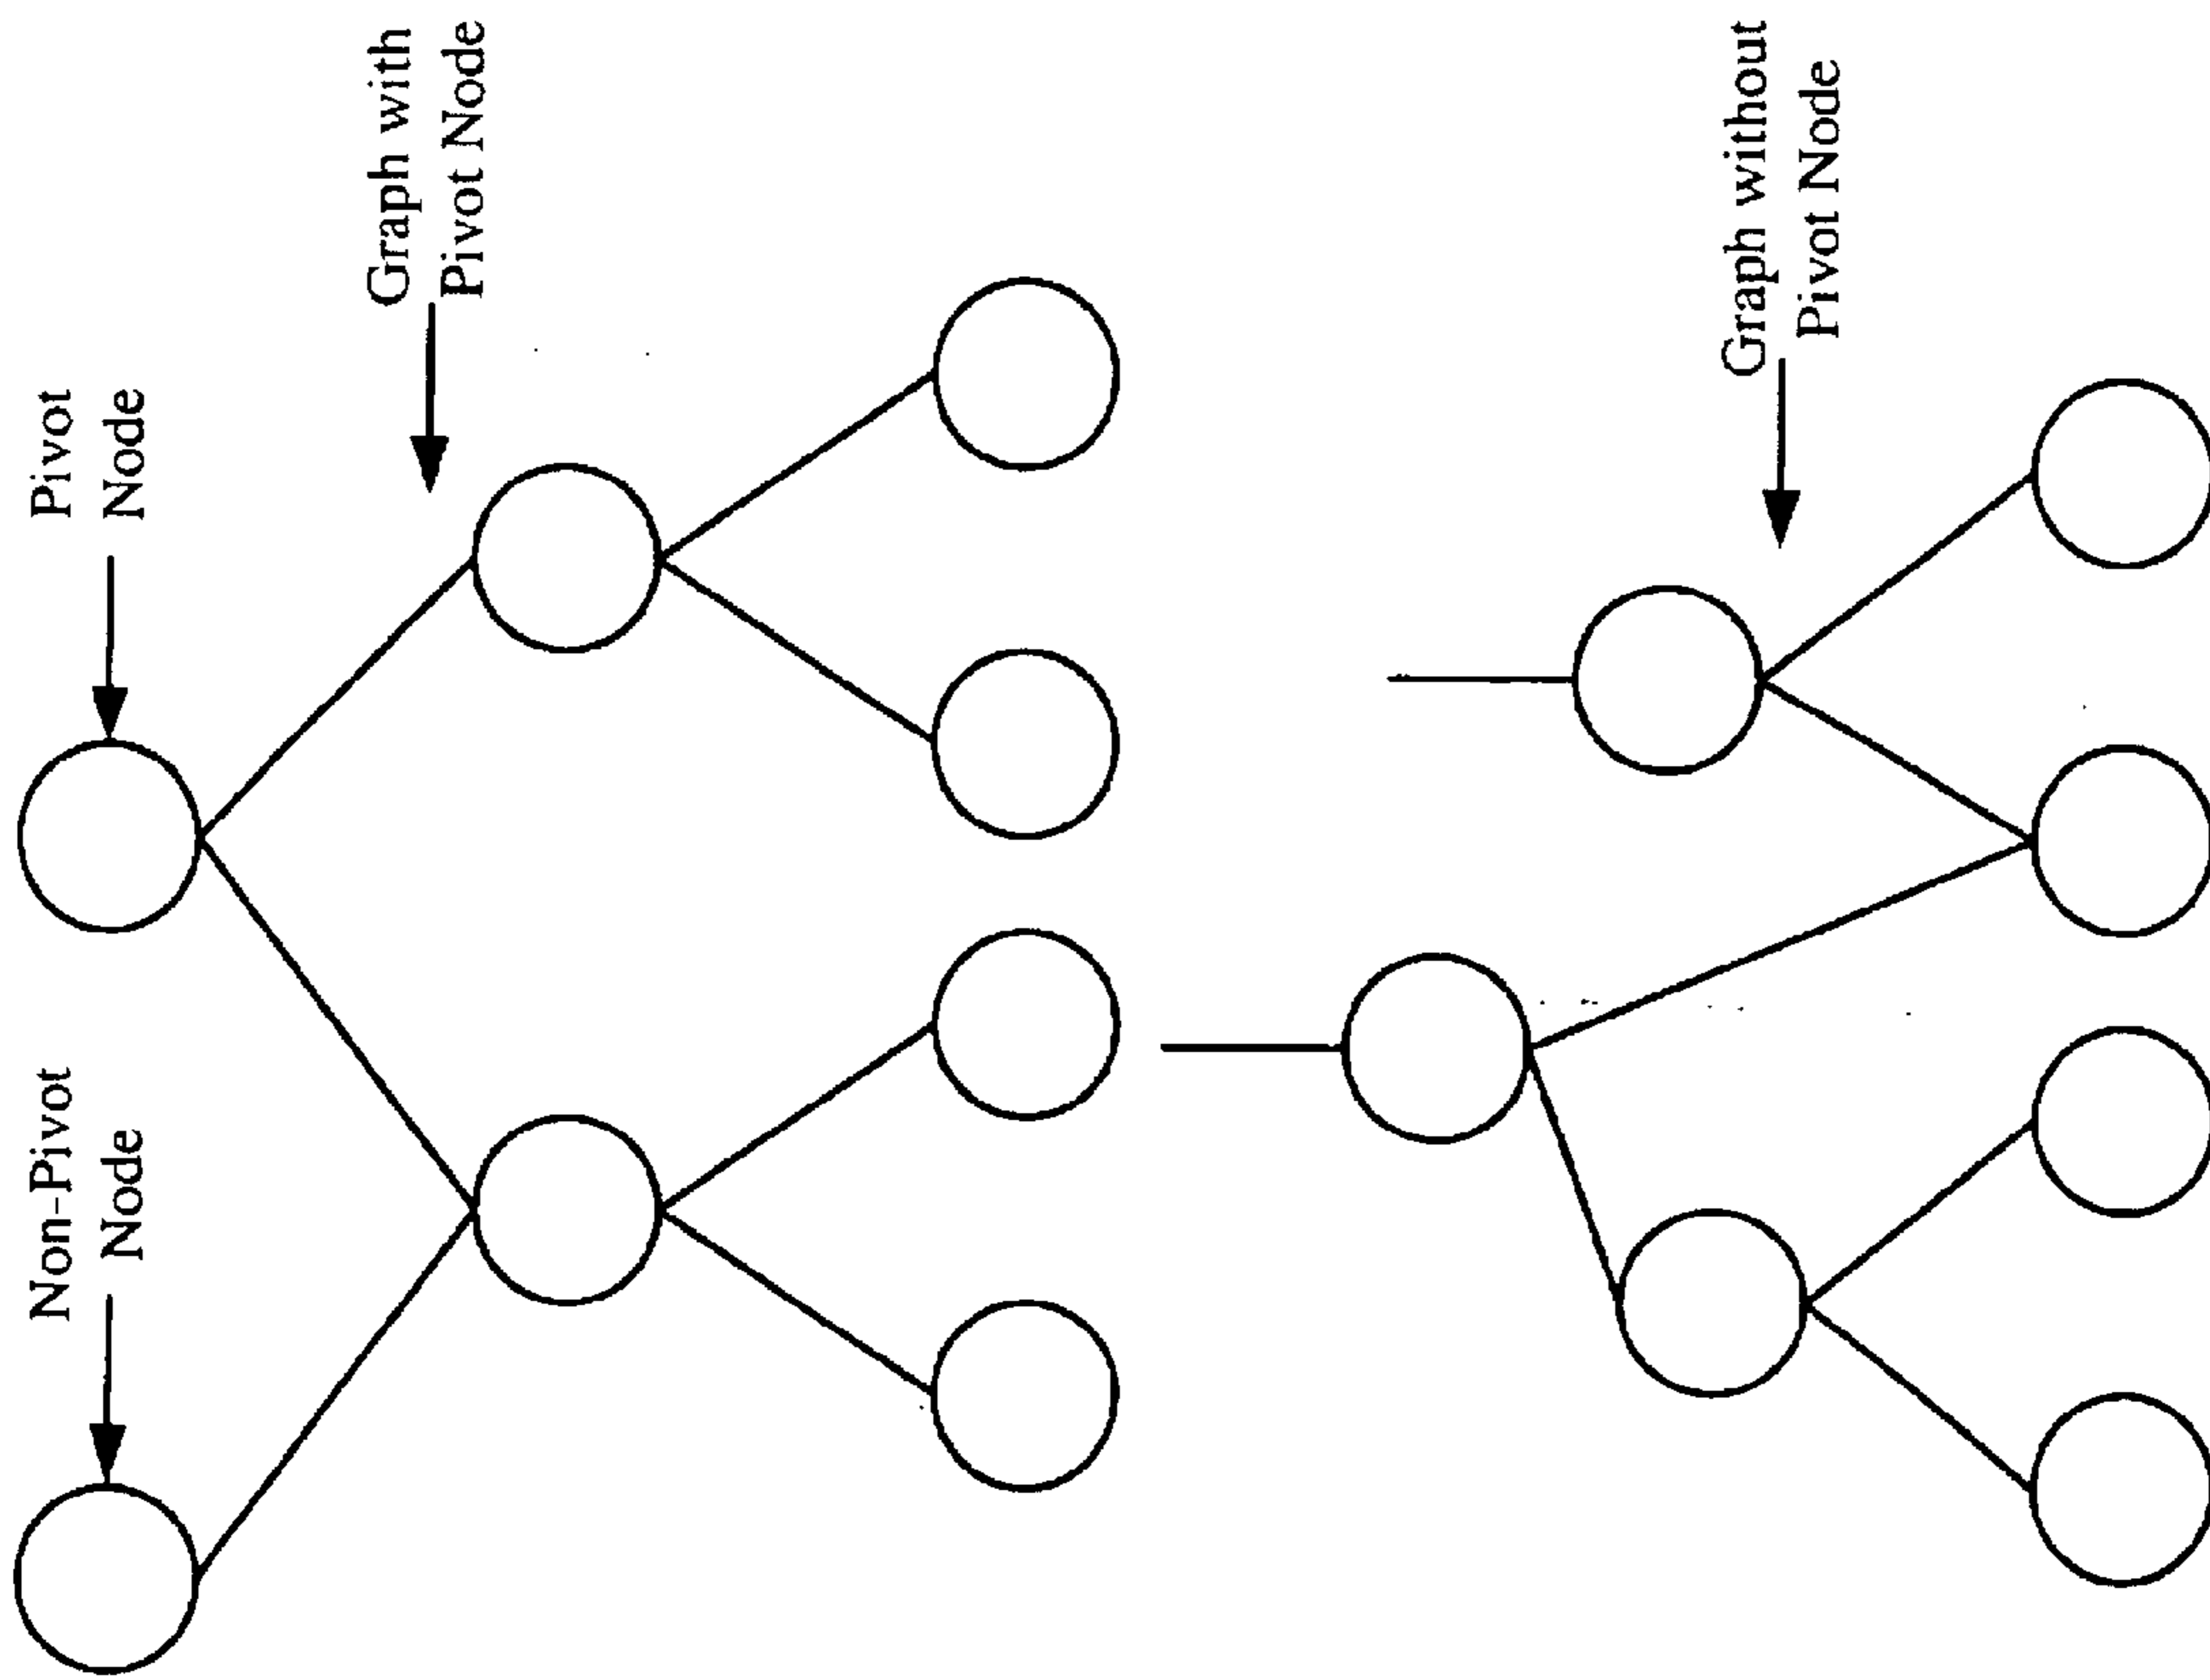 Non-Pivot
Node
Pivot
Node
Graph with
Pivot Node
Graph without
Pivot Node